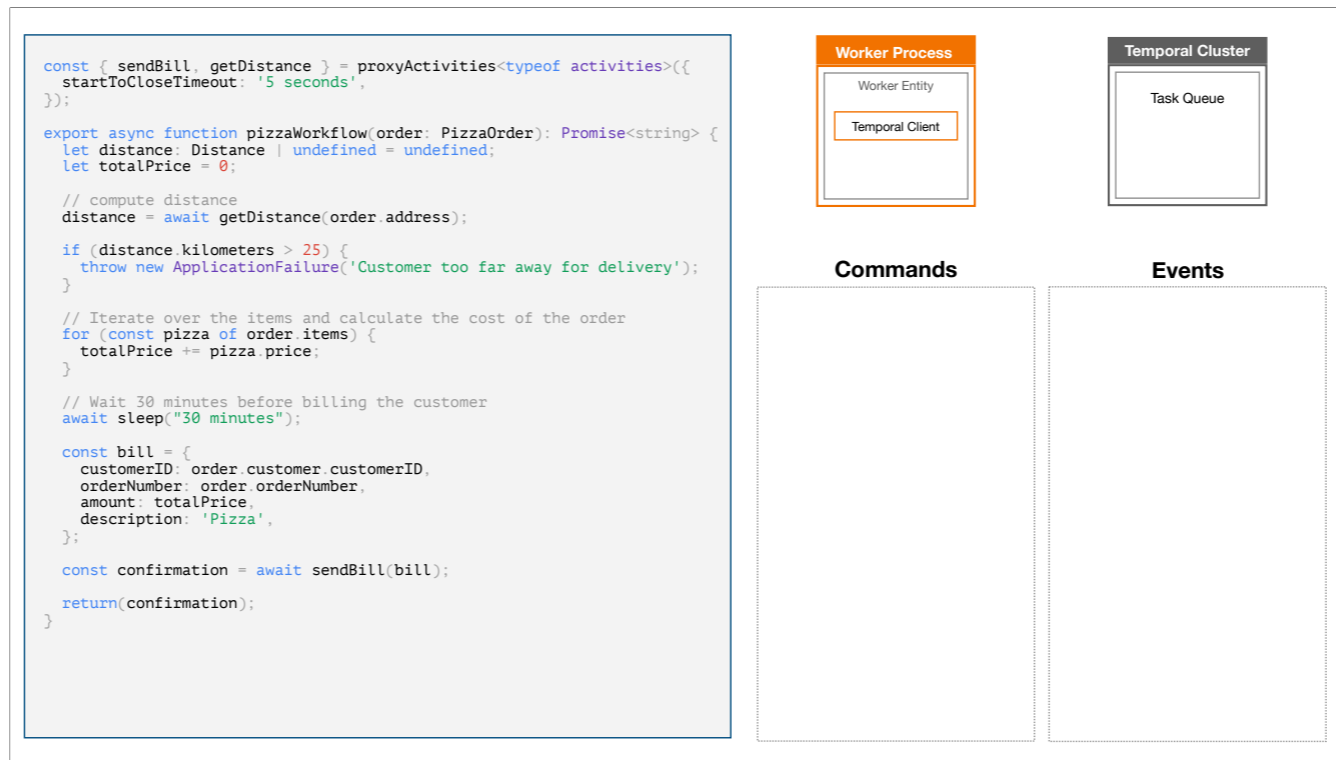 const { sendBill, getDistance } = proxyActivities<typeof activities>({
  startToCloseTimeout: '5 seconds',
});

export async function pizzaWorkflow(order: PizzaOrder): Promise<string> {
  let distance: Distance | undefined = undefined;
  let totalPrice = 0;

  // compute distance
  distance = await getDistance(order.address);

  if (distance.kilometers > 25) {
    throw new ApplicationFailure('Customer too far away for delivery');
  }

  // Iterate over the items and calculate the cost of the order
  for (const pizza of order.items) {
    totalPrice += pizza.price;
  }

  // Wait 30 minutes before billing the customer
  await sleep("30 minutes");

  const bill = {
    customerID: order.customer.customerID,
    orderNumber: order.orderNumber,
    amount: totalPrice,
    description: 'Pizza',
  };

  const confirmation = await sendBill(bill);

  return(confirmation);
}
Worker Process
Worker Entity
Temporal Client
Temporal Cluster
Task Queue
Commands
Events